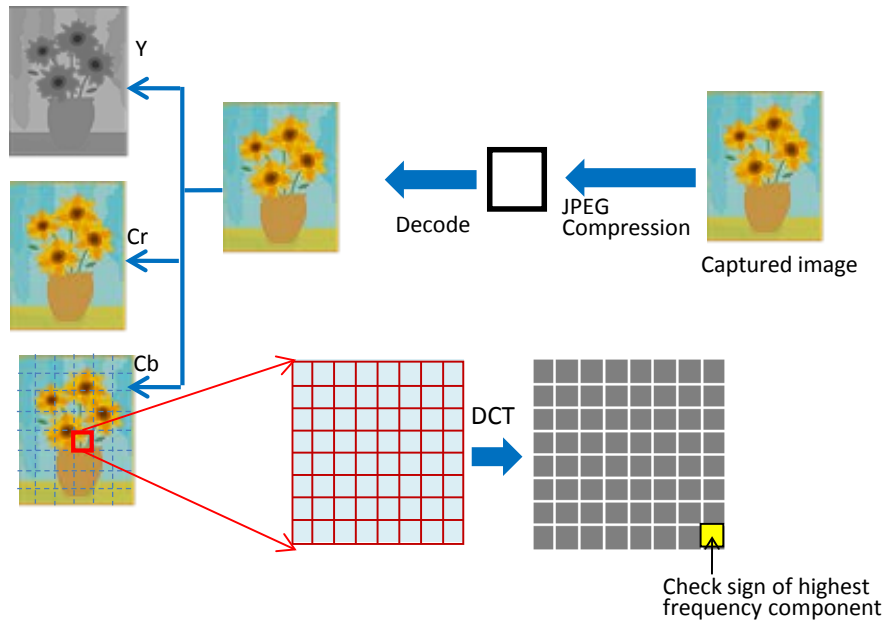 Y
Cr
Cb
Decode
JPEG
Compression
Captured image
DCT
Check sign of highest
frequency component